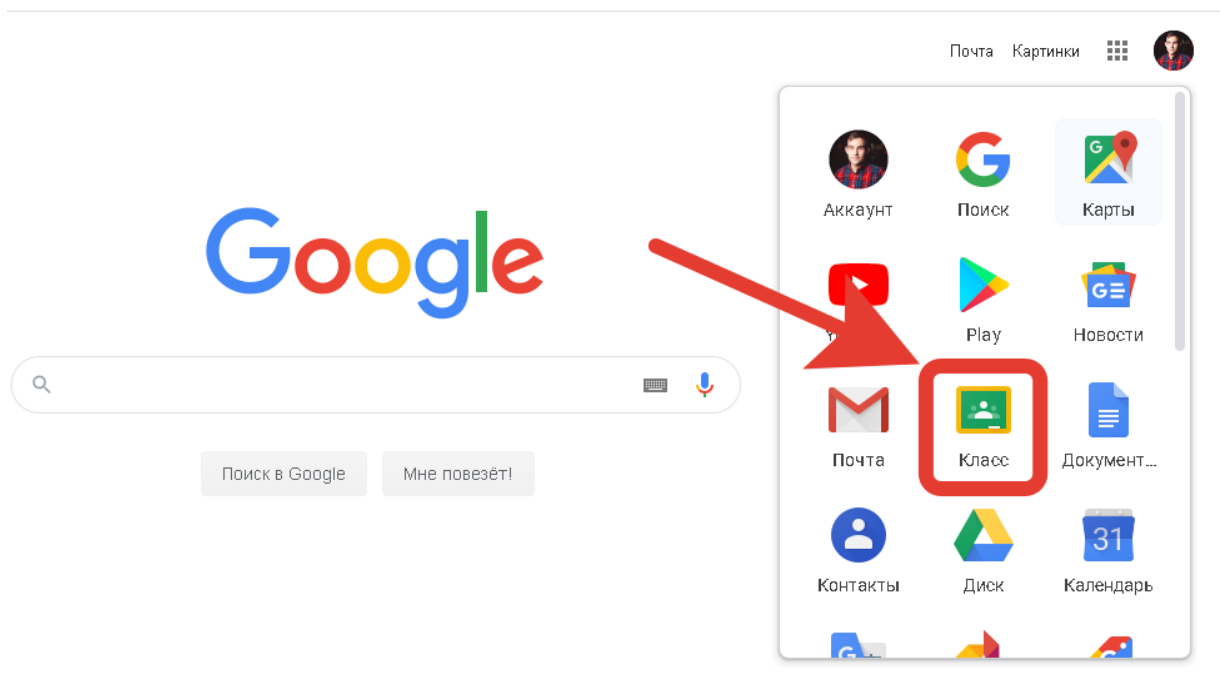 Почта Картинки
Google
Поиск в Google Мне повезёт!
Аккаунт Поиск Карты
Play Новости
Почта Класс Документ...
31
Контакты Диск Календарь